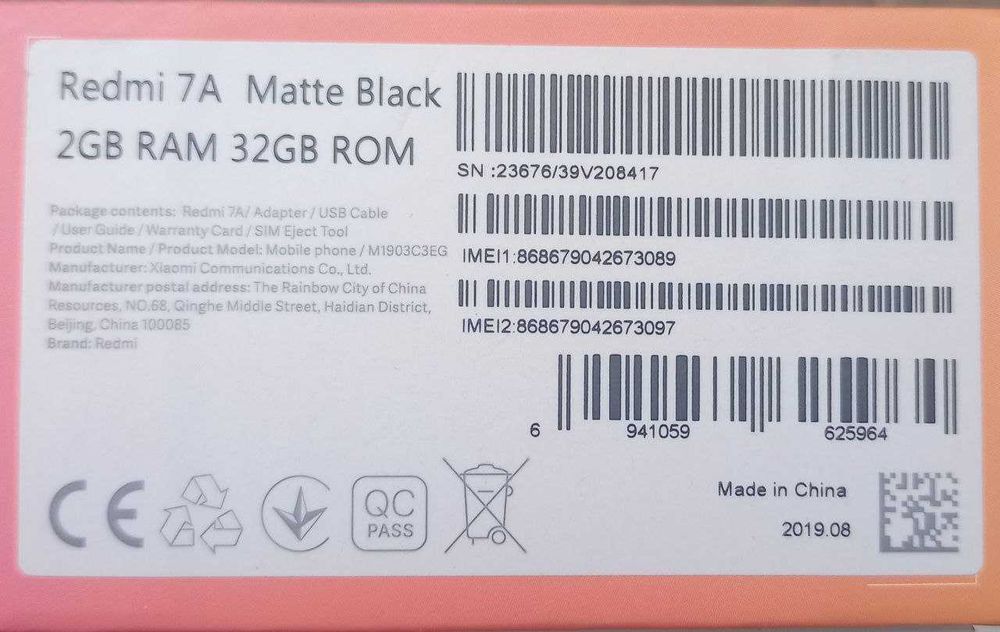 Redmi 7A Matte Black
2GB RAM 32GB ROM
Package contents: Redmi 7A/ Adapter / USB Cable
/ User Guide / Warranty Card / SIM Eject Tool
Product Name / Product Model: Mobile phone / M1903C3EG
Manufacturer: Xiaomi Communications Co., Ltd.
Manufacturer postal address: The Rainbow City of China
Resources, NO.68, Qinghe Middle Street, Haidian District,
Beijing, China 100085
Brand: Redmi
SN :23676/39V208417
IMEI1:868679042673089
IMEI2:868679042673097
6 941059 625964
CE
QC
PASS
Made in China
2019.08